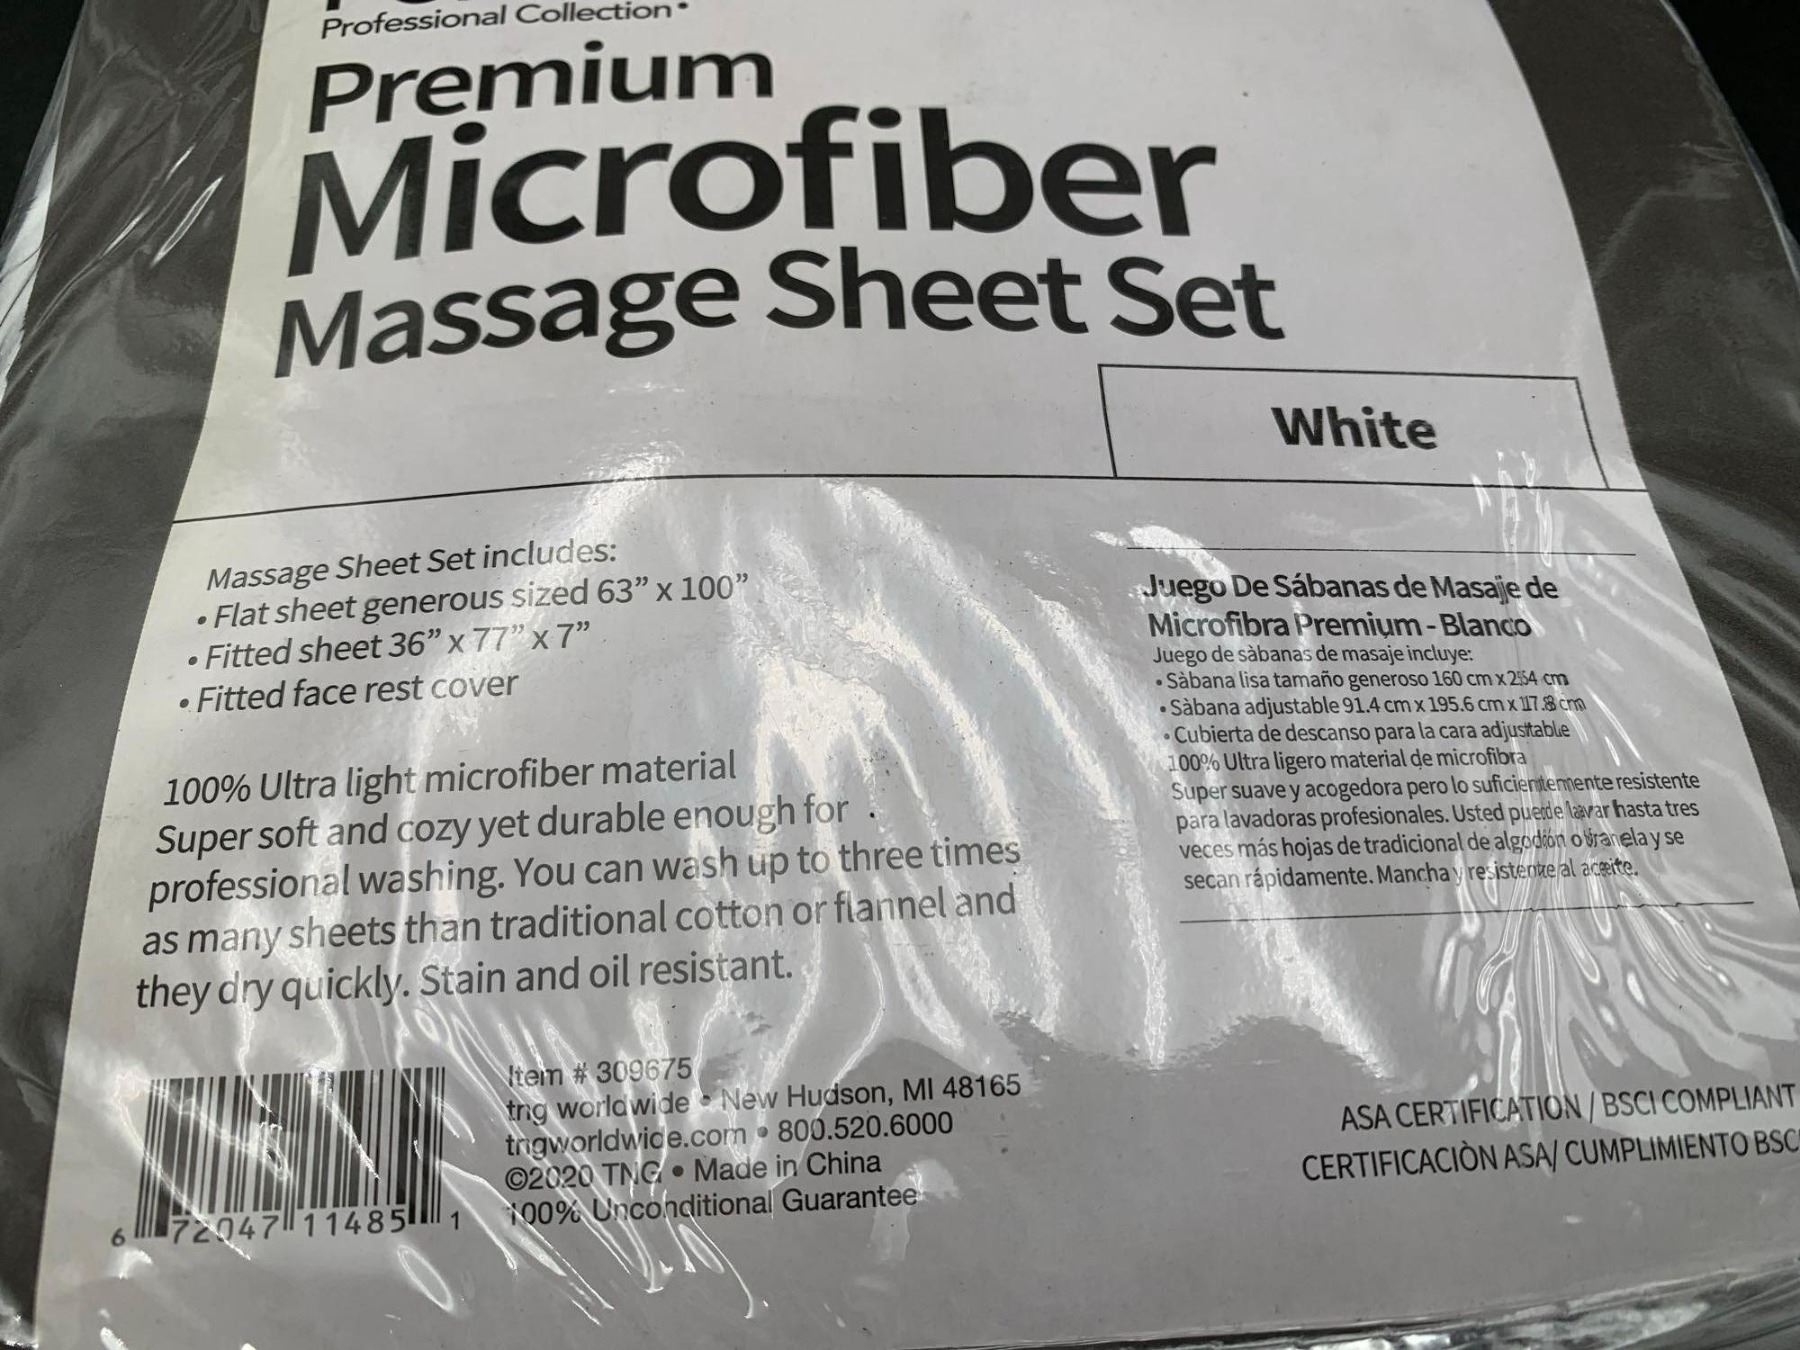 Professional Collection
Premium
Microfiber
Massage Sheet Set
White
Massage Sheet Set includes:
• Flat sheet generous sized 63” x 100”
• Fitted sheet 36” x 77” x 7”
• Fitted face rest cover
100% Ultra light microfiber material
Super soft and cozy yet durable enough for
professional washing. You can wash up to three times
as many sheets than traditional cotton or flannel and
they dry quickly. Stain and oil resistant.
Juego De Sábanas de Masaje de
Microfibra Premium - Blanco
Juego de sàbanas de masaje incluye:
• Sàbana lisa tamaño generoso 160 cm x 254 cm
• Sàbana adjustable 91.4 cm x 195.6 cm x 17.8 cm
• Cubierta de descanso para la cara adjustable
100% Ultra ligero material de microfibra
Super suave y acogedora pero lo suficientemente resistente
para lavadoras profesionales. Usted puede lavar hasta tres
veces más hojas de tradicional de algodón o franela y se
secan rápidamente. Mancha y resistente al aceite.
Item # 309675
tng worldwide • New Hudson, MI 48165
tngworldwide.com • 800.520.6000
©2020 TNG • Made in China
100% Unconditional Guarantee
6 72047 11485 1
ASA CERTIFICATION / BSCI COMPLIANT
CERTIFICACIÒN ASA/ CUMPLIMIENTO BSC